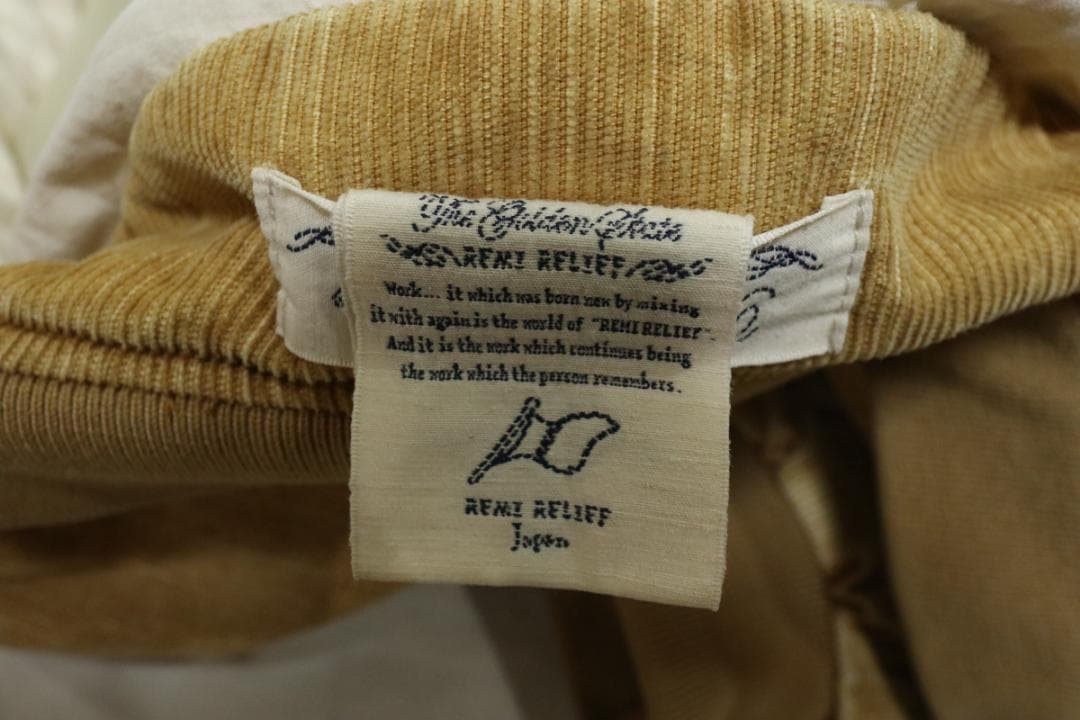 The Golden State
REMI RELIEF
Work... it which was born new by mixing
it with again is the world of "REMI RELIEF".
And it is the work which continues being
the work which the person remembers.
REMI RELIEF
Japan